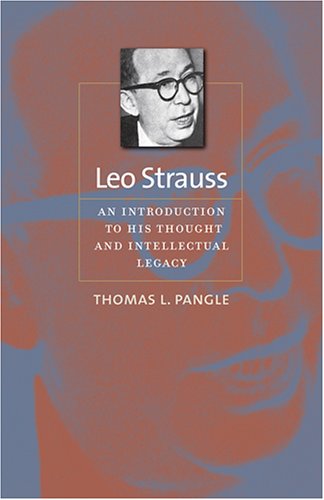 Leo Strauss
AN INTRODUCTION
TO HIS THOUGHT
AND INTELLECTUAL
LEGACY
THOMAS L. PANGLE